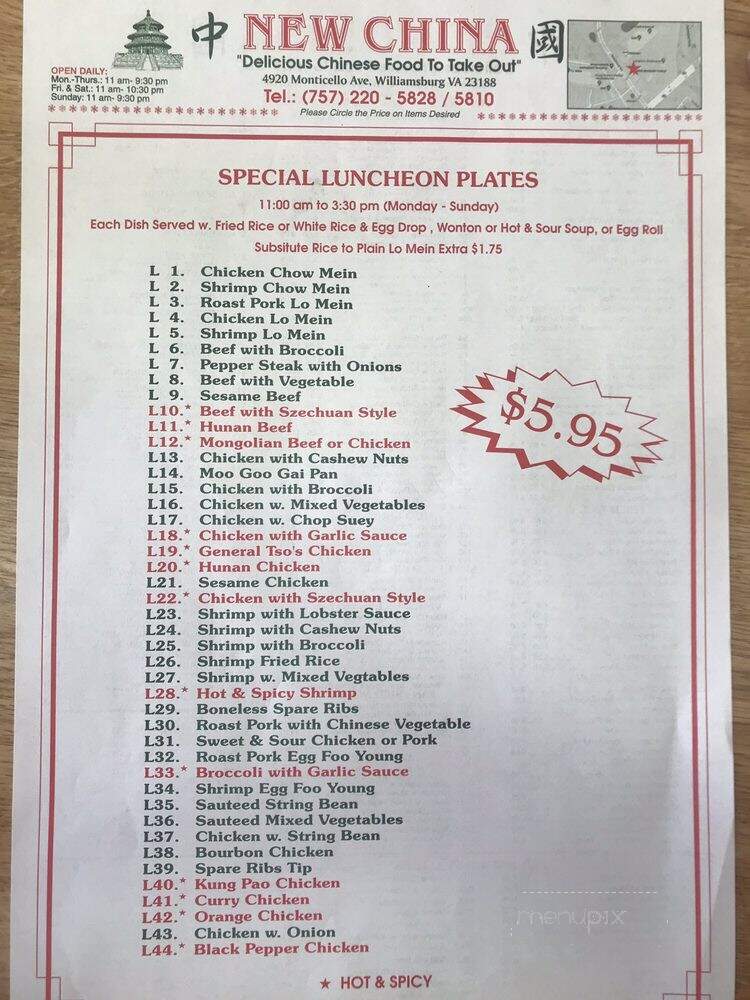 中 NEW CHINA 國
"Delicious Chinese Food To Take Out"
4920 Monticello Ave, Williamsburg VA 23188
Tel.: (757) 220 - 5828 / 5810
Please Circle the Price on Items Desired
OPEN DAILY:
Mon.-Thurs.: 11 am- 9:30 pm
Fri. & Sat.: 11 am- 10:30 pm
Sunday: 11 am- 9:30 pm
SPECIAL LUNCHEON PLATES
11:00 am to 3:30 pm (Monday - Sunday)
Each Dish Served w. Fried Rice or White Rice & Egg Drop , Wonton or Hot & Sour Soup, or Egg Roll
Subsitute Rice to Plain Lo Mein Extra $1.75
L 1. Chicken Chow Mein
L 2. Shrimp Chow Mein
L 3. Roast Pork Lo Mein
L 4. Chicken Lo Mein
L 5. Shrimp Lo Mein
L 6. Beef with Broccoli
L 7. Pepper Steak with Onions
L 8. Beef with Vegetable
L 9. Sesame Beef
L10.* Beef with Szechuan Style
L11.* Hunan Beef
L12.* Mongolian Beef or Chicken
L13. Chicken with Cashew Nuts
L14. Moo Goo Gai Pan
L15. Chicken with Broccoli
L16. Chicken w. Mixed Vegetables
L17. Chicken w. Chop Suey
L18.* Chicken with Garlic Sauce
L19.* General Tso's Chicken
L20.* Hunan Chicken
L21. Sesame Chicken
L22.* Chicken with Szechuan Style
L23. Shrimp with Lobster Sauce
L24. Shrimp with Cashew Nuts
L25. Shrimp with Broccoli
L26. Shrimp Fried Rice
L27. Shrimp w. Mixed Vegtables
L28.* Hot & Spicy Shrimp
L29. Boneless Spare Ribs
L30. Roast Pork with Chinese Vegetable
L31. Sweet & Sour Chicken or Pork
L32. Roast Pork Egg Foo Young
L33.* Broccoli with Garlic Sauce
L34. Shrimp Egg Foo Young
L35. Sauteed String Bean
L36. Sauteed Mixed Vegetables
L37. Chicken w. String Bean
L38. Bourbon Chicken
L39. Spare Ribs Tip
L40.* Kung Pao Chicken
L41.* Curry Chicken
L42.* Orange Chicken
L43. Chicken w. Onion
L44.* Black Pepper Chicken
$5.95
★ HOT & SPICY
menupix